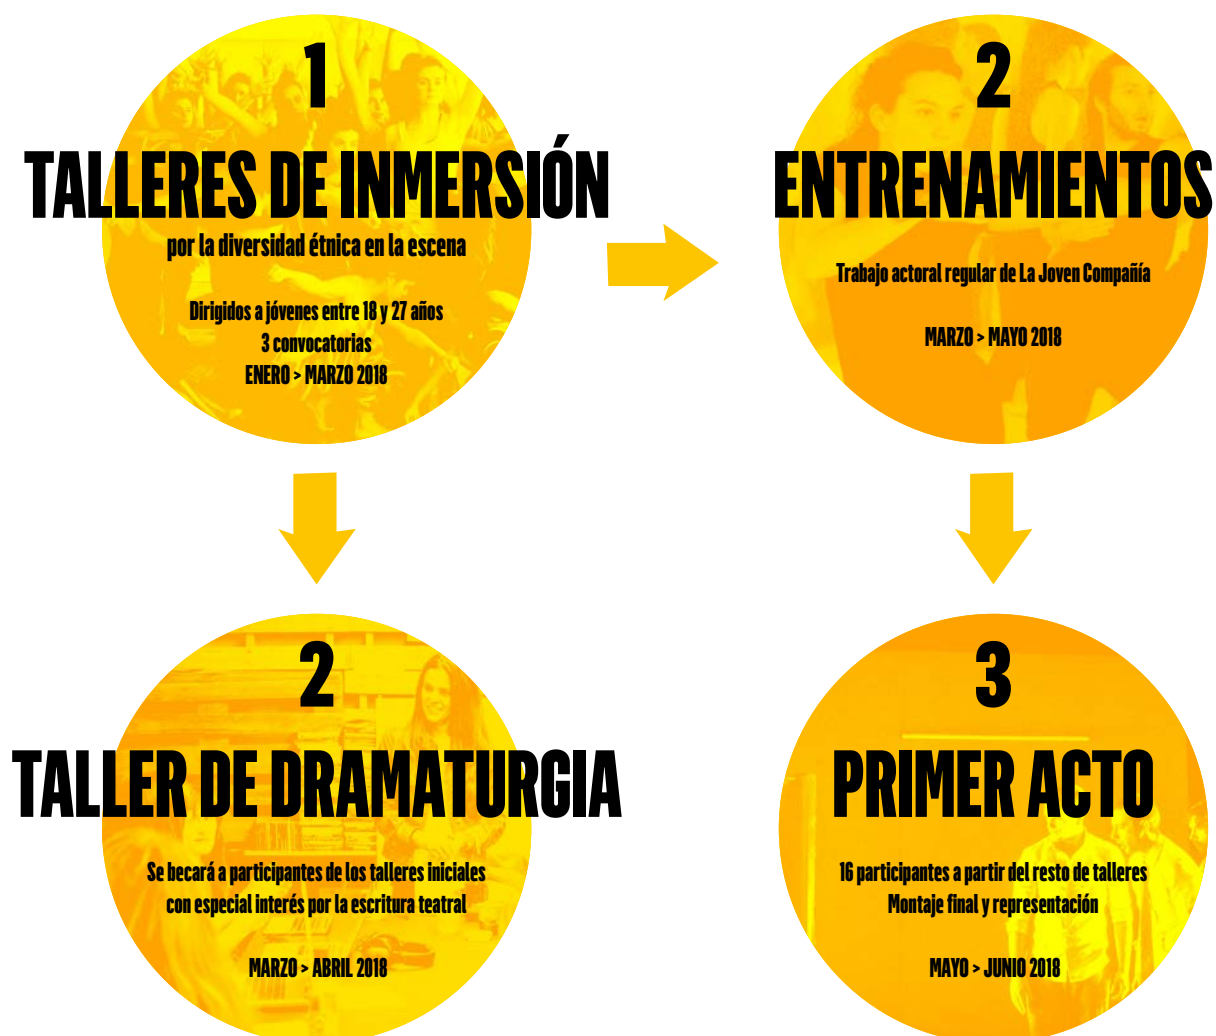 1
TALLERES DE INMERSIÓN
por la diversidad étnica en la escena
Dirigidos a jóvenes entre 18 y 27 años
3 convocatorias
ENERO > MARZO 2018
2
ENTRENAMIENTOS
Trabajo actoral regular de La Joven Compañía
MARZO > MAYO 2018
2
TALLER DE DRAMATURGIA
Se becará a participantes de los talleres iniciales
con especial interés por la escritura teatral
MARZO > ABRIL 2018
3
PRIMER ACTO
16 participantes a partir del resto de talleres
Montaje final y representación
MAYO > JUNIO 2018